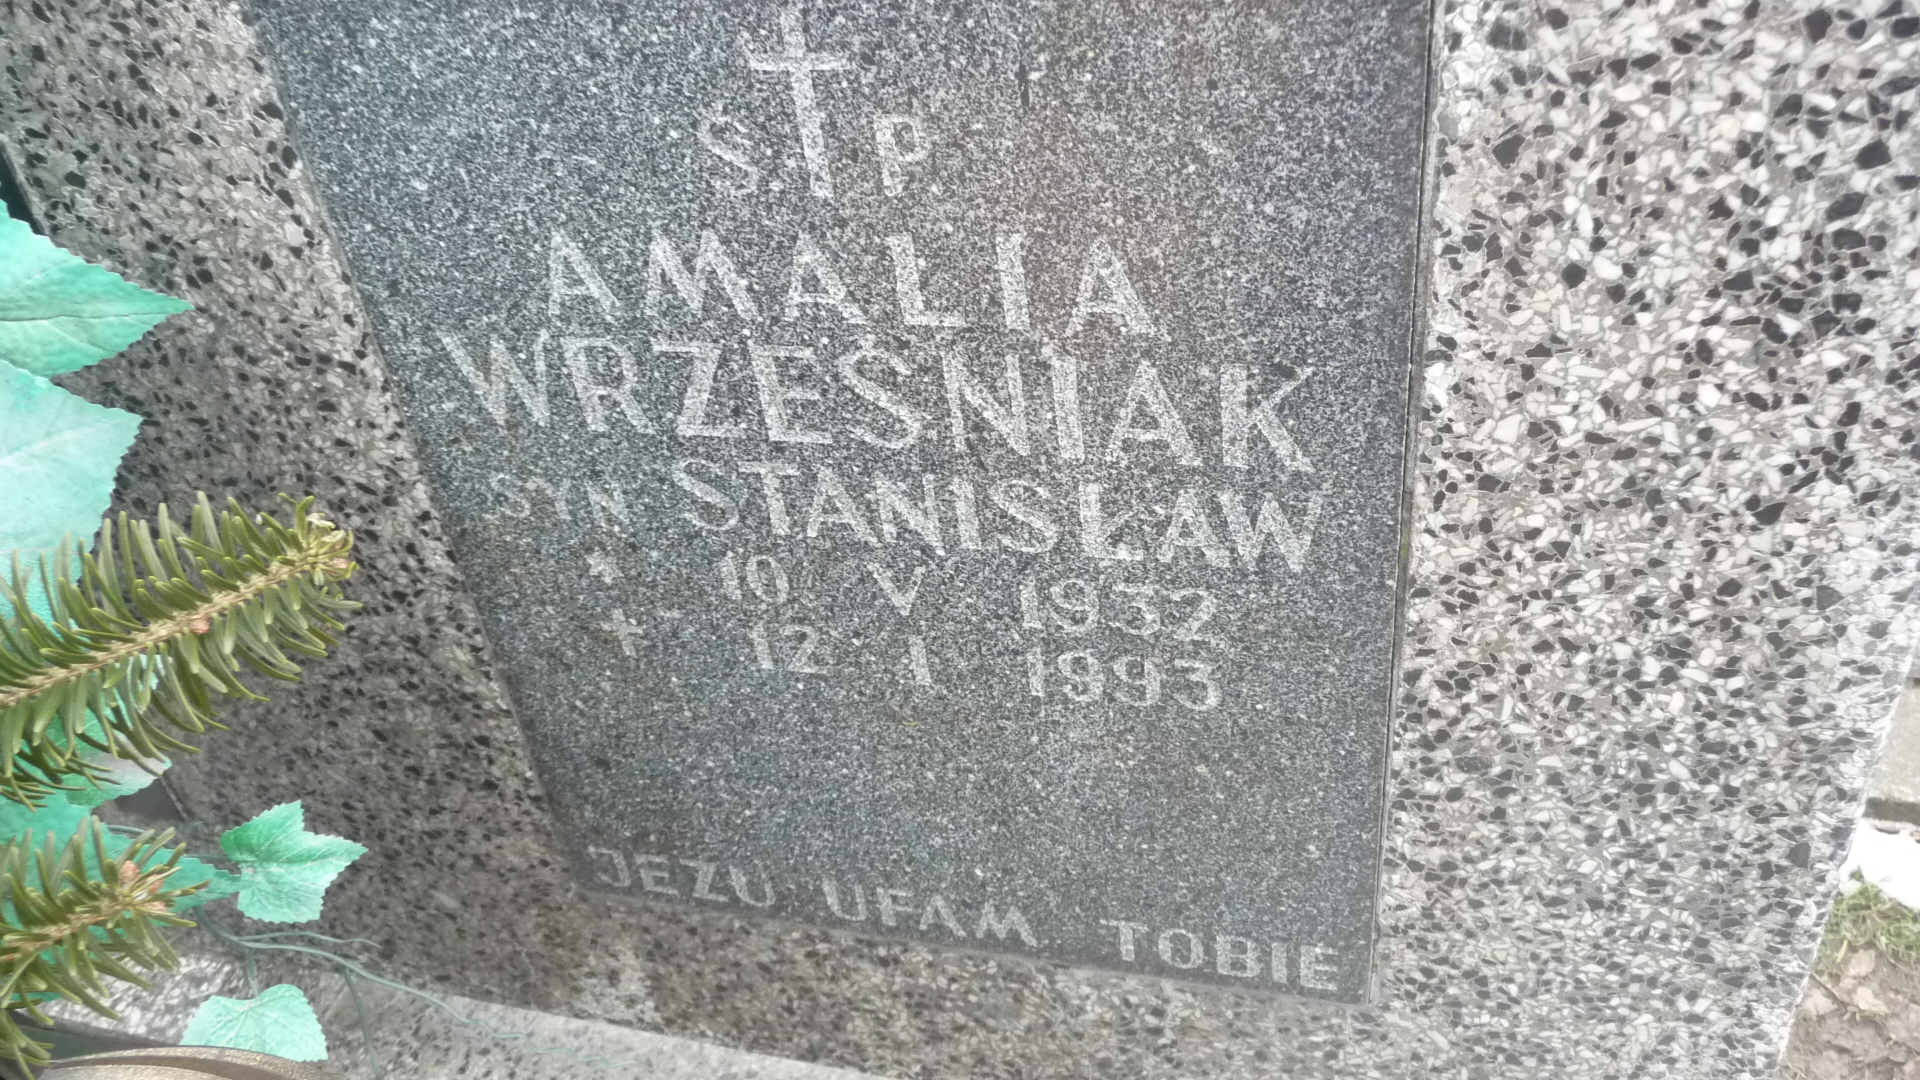 Ś P
AMALIA
WRZEŚNIAK
SYN STANISŁAW
* 10 V 1932
+ 12 I 1993
JEZU UFAM TOBIE